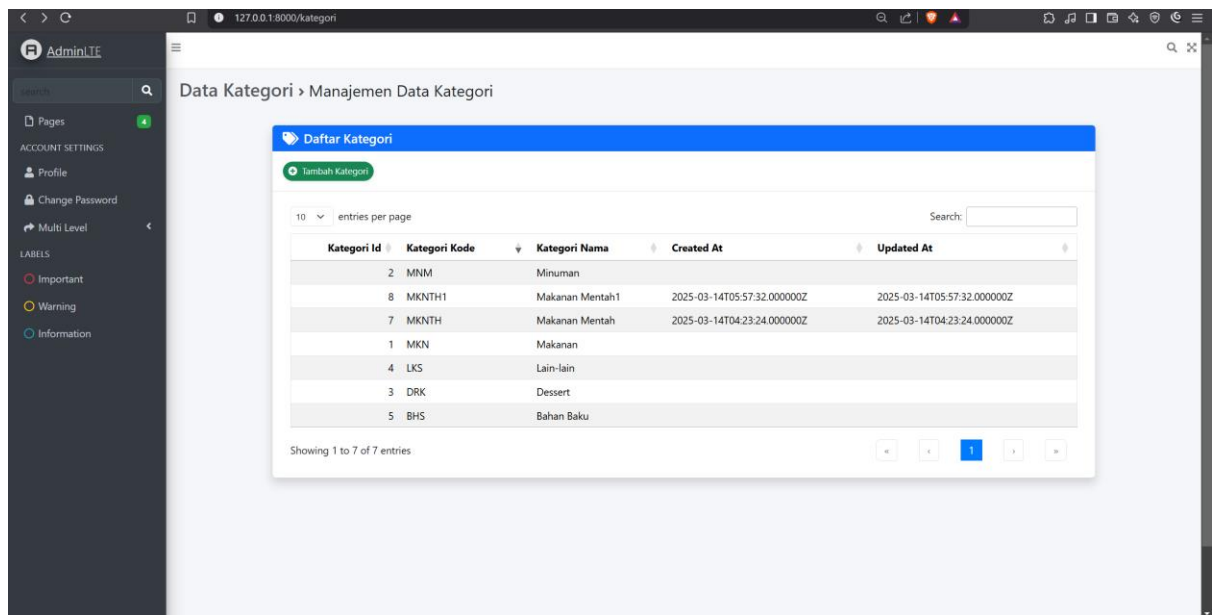 127.0.0.1:8000/kategori
AdminLTE
search
Data Kategori › Manajemen Data Kategori
Pages 4
ACCOUNT SETTINGS
Profile
Change Password
Multi Level
LABELS
Important
Warning
Information
Daftar Kategori
Tambah Kategori
10 entries per page Search:
Kategori Id Kategori Kode Kategori Nama Created At Updated At
2 MNM Minuman
8 MKNTH1 Makanan Mentah1 2025-03-14T05:57:32.000000Z 2025-03-14T05:57:32.000000Z
7 MKNTH Makanan Mentah 2025-03-14T04:23:24.000000Z 2025-03-14T04:23:24.000000Z
1 MKN Makanan
4 LKS Lain-lain
3 DRK Dessert
5 BHS Bahan Baku
Showing 1 to 7 of 7 entries « ‹ 1 › »